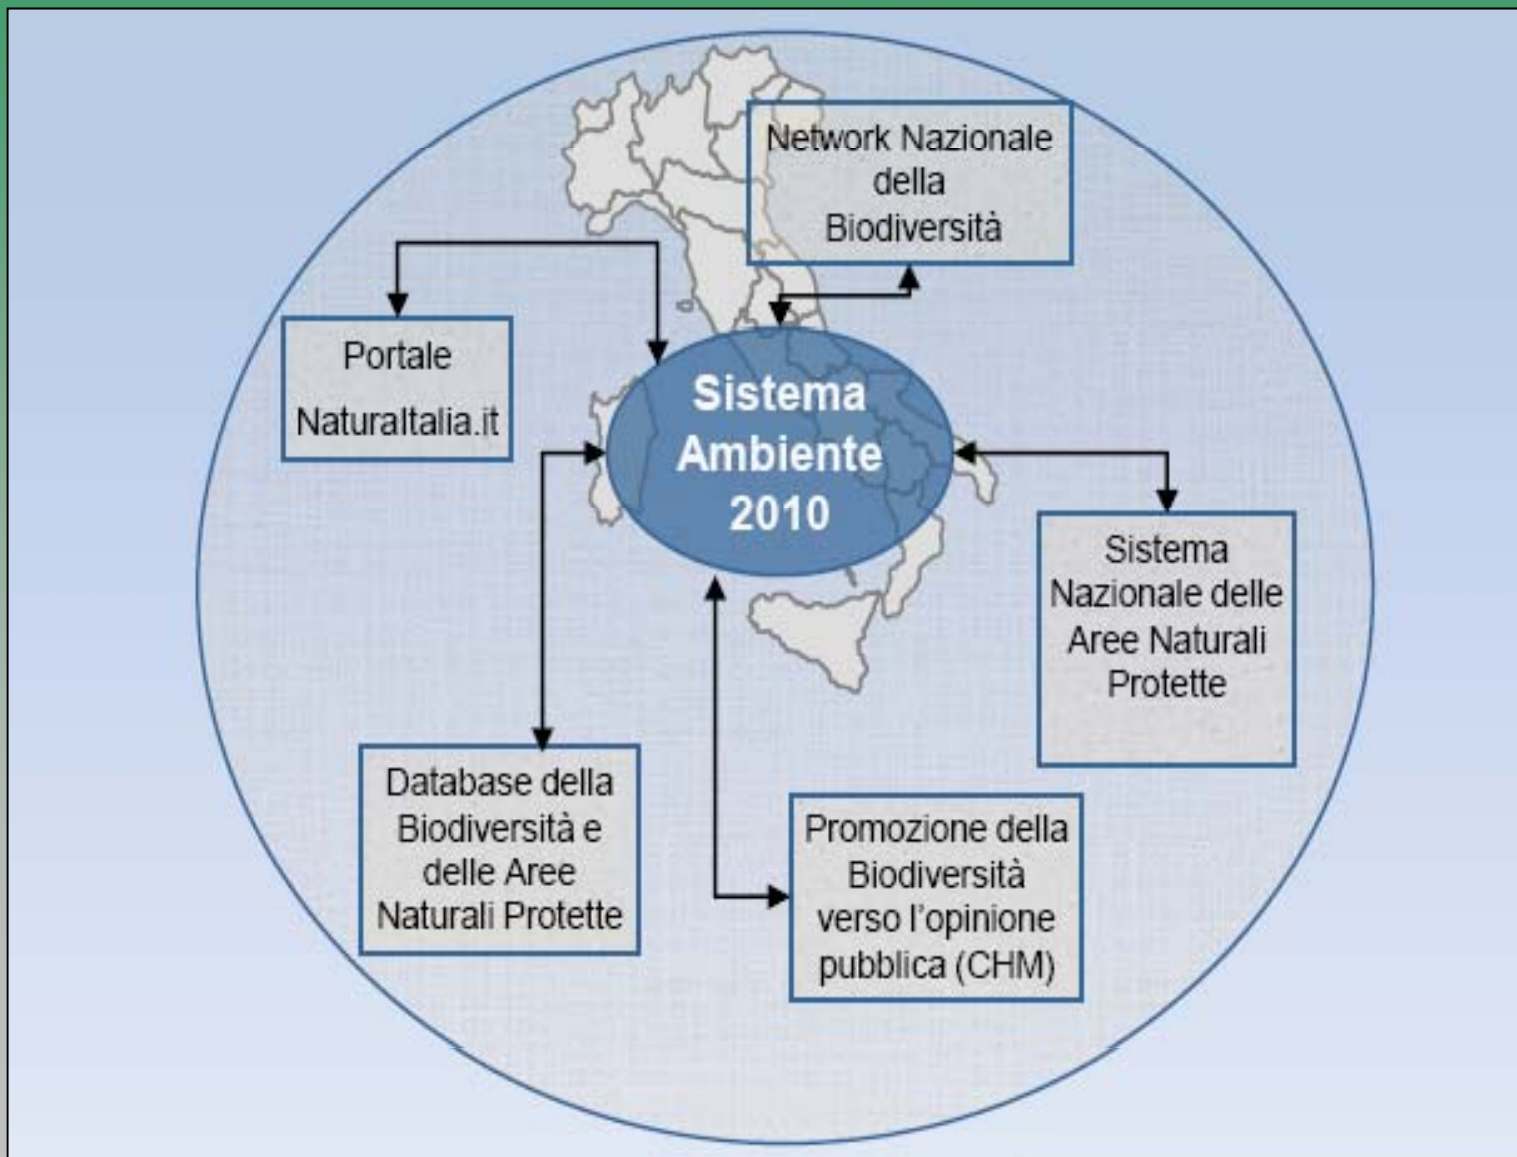 Network Nazionale
della
Biodiversità
Portale
NaturaItalia.it
Sistema
Ambiente
2010
Sistema
Nazionale delle
Aree Naturali
Protette
Database della
Biodiversità e
delle Aree
Naturali Protette
Promozione della
Biodiversità
verso l'opinione
pubblica (CHM)